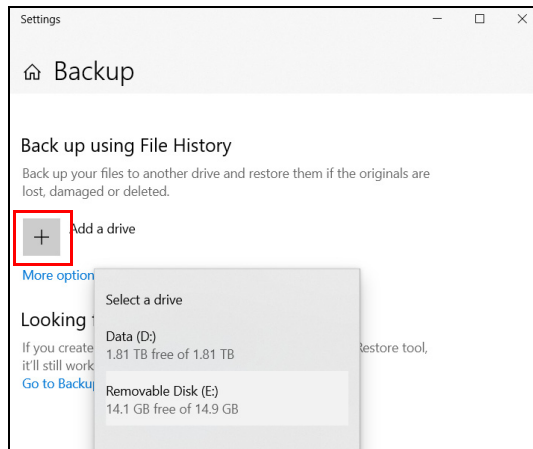 Settings
Backup
Back up using File History
Back up your files to another drive and restore them if the originals are
lost, damaged or deleted.
Add a drive
More option
Select a drive
Looking
Data (D:)
If you create
Restore tool,
1.81 TB free of 1.81 TB
it'll still work
Go to Backu
Removable Disk (E:)
14.1 GB free of 14.9 GB